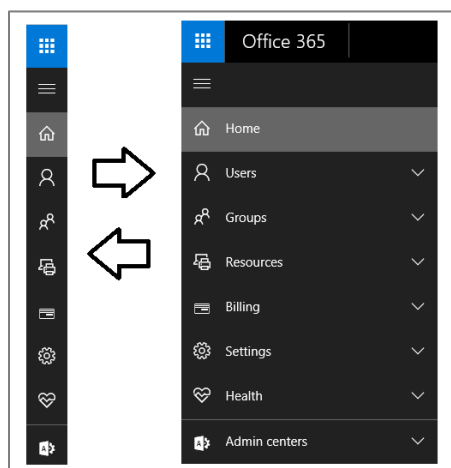 Office 365
Home
Users
Groups
Resources
Billing
Settings
Health
Admin centers